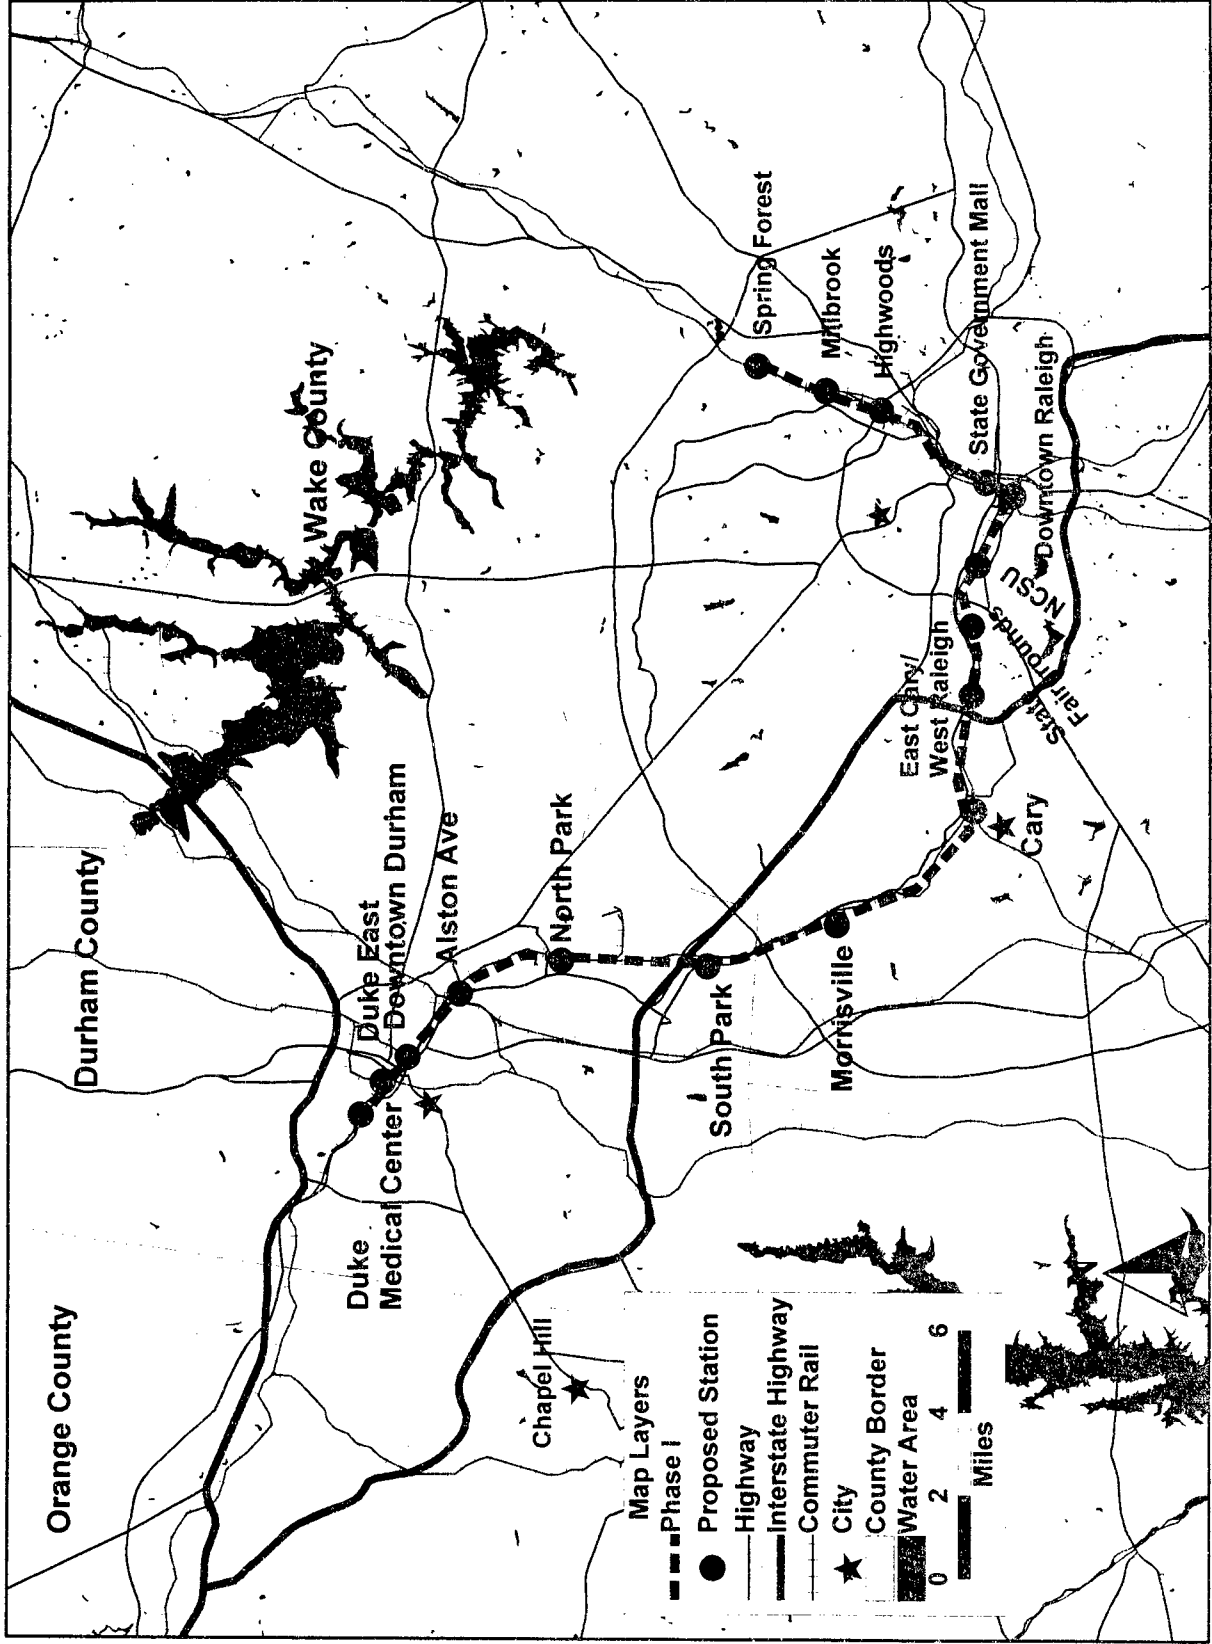 Orange County
Durham County
Wake County
Duke
Medical Center
Duke East
Downtown Durham
Alston Ave
North Park
South Park
Morrisville
Chapel Hill
Cary
East Cary/
West Raleigh
State
Fairgrounds
NCSU
Downtown Raleigh
State Government Mall
Highwoods
Millbrook
Spring Forest
Map Layers
Phase I
Proposed Station
Highway
Interstate Highway
Commuter Rail
City
County Border
Water Area
0 2 4 6
Miles